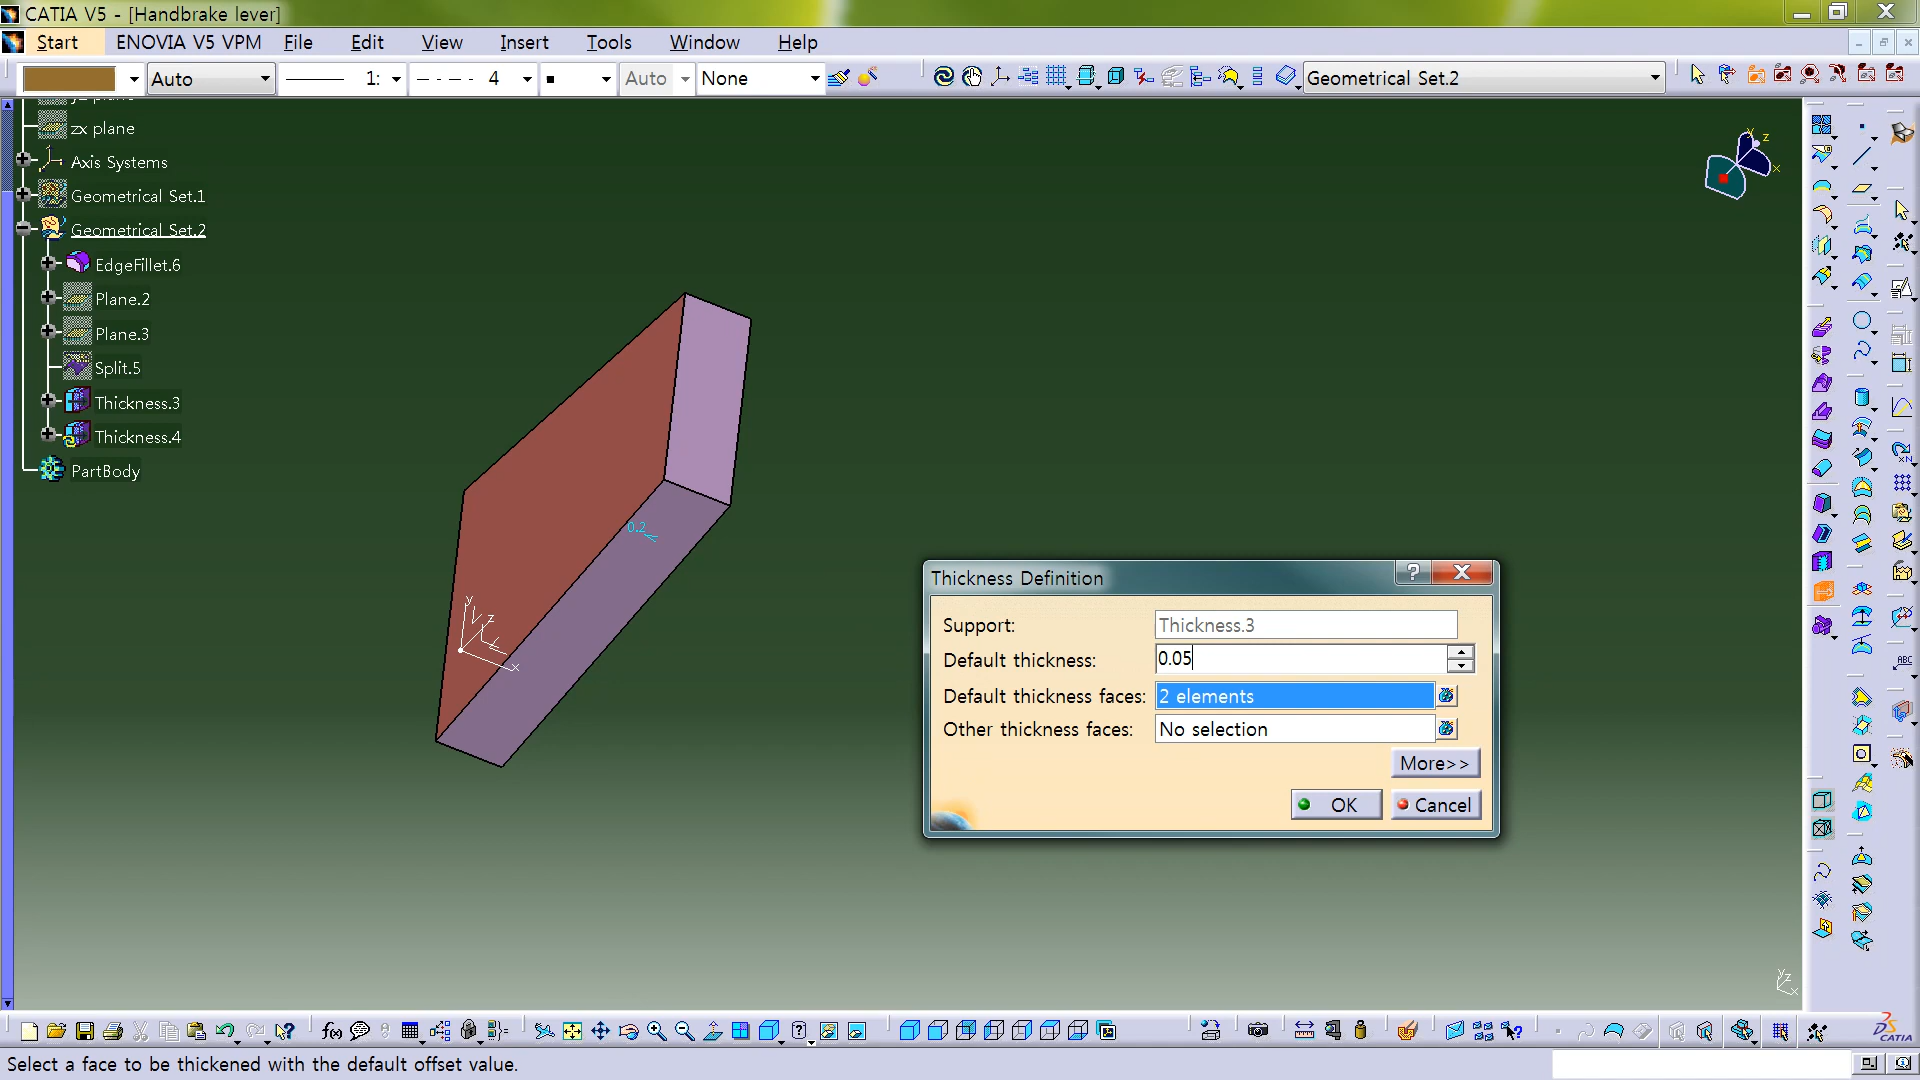 CATIA V5 - [Handbrake lever]
Start ENOVIA V5 VPM File Edit View Insert Tools Window Help
Auto 1: 4 Auto None Geometrical Set.2
zx plane
Axis Systems
Geometrical Set.1
Geometrical Set.2
EdgeFillet.6
Plane.2
Plane.3
Split.5
Thickness.3
Thickness.4
PartBody
y z x
0.2
y z x
Thickness Definition
Support: Thickness.3
Default thickness: 0.05
Default thickness faces: 2 elements
Other thickness faces: No selection
More>>
OK Cancel
ABC
yz x
f(x)
CATIA
Select a face to be thickened with the default offset value.